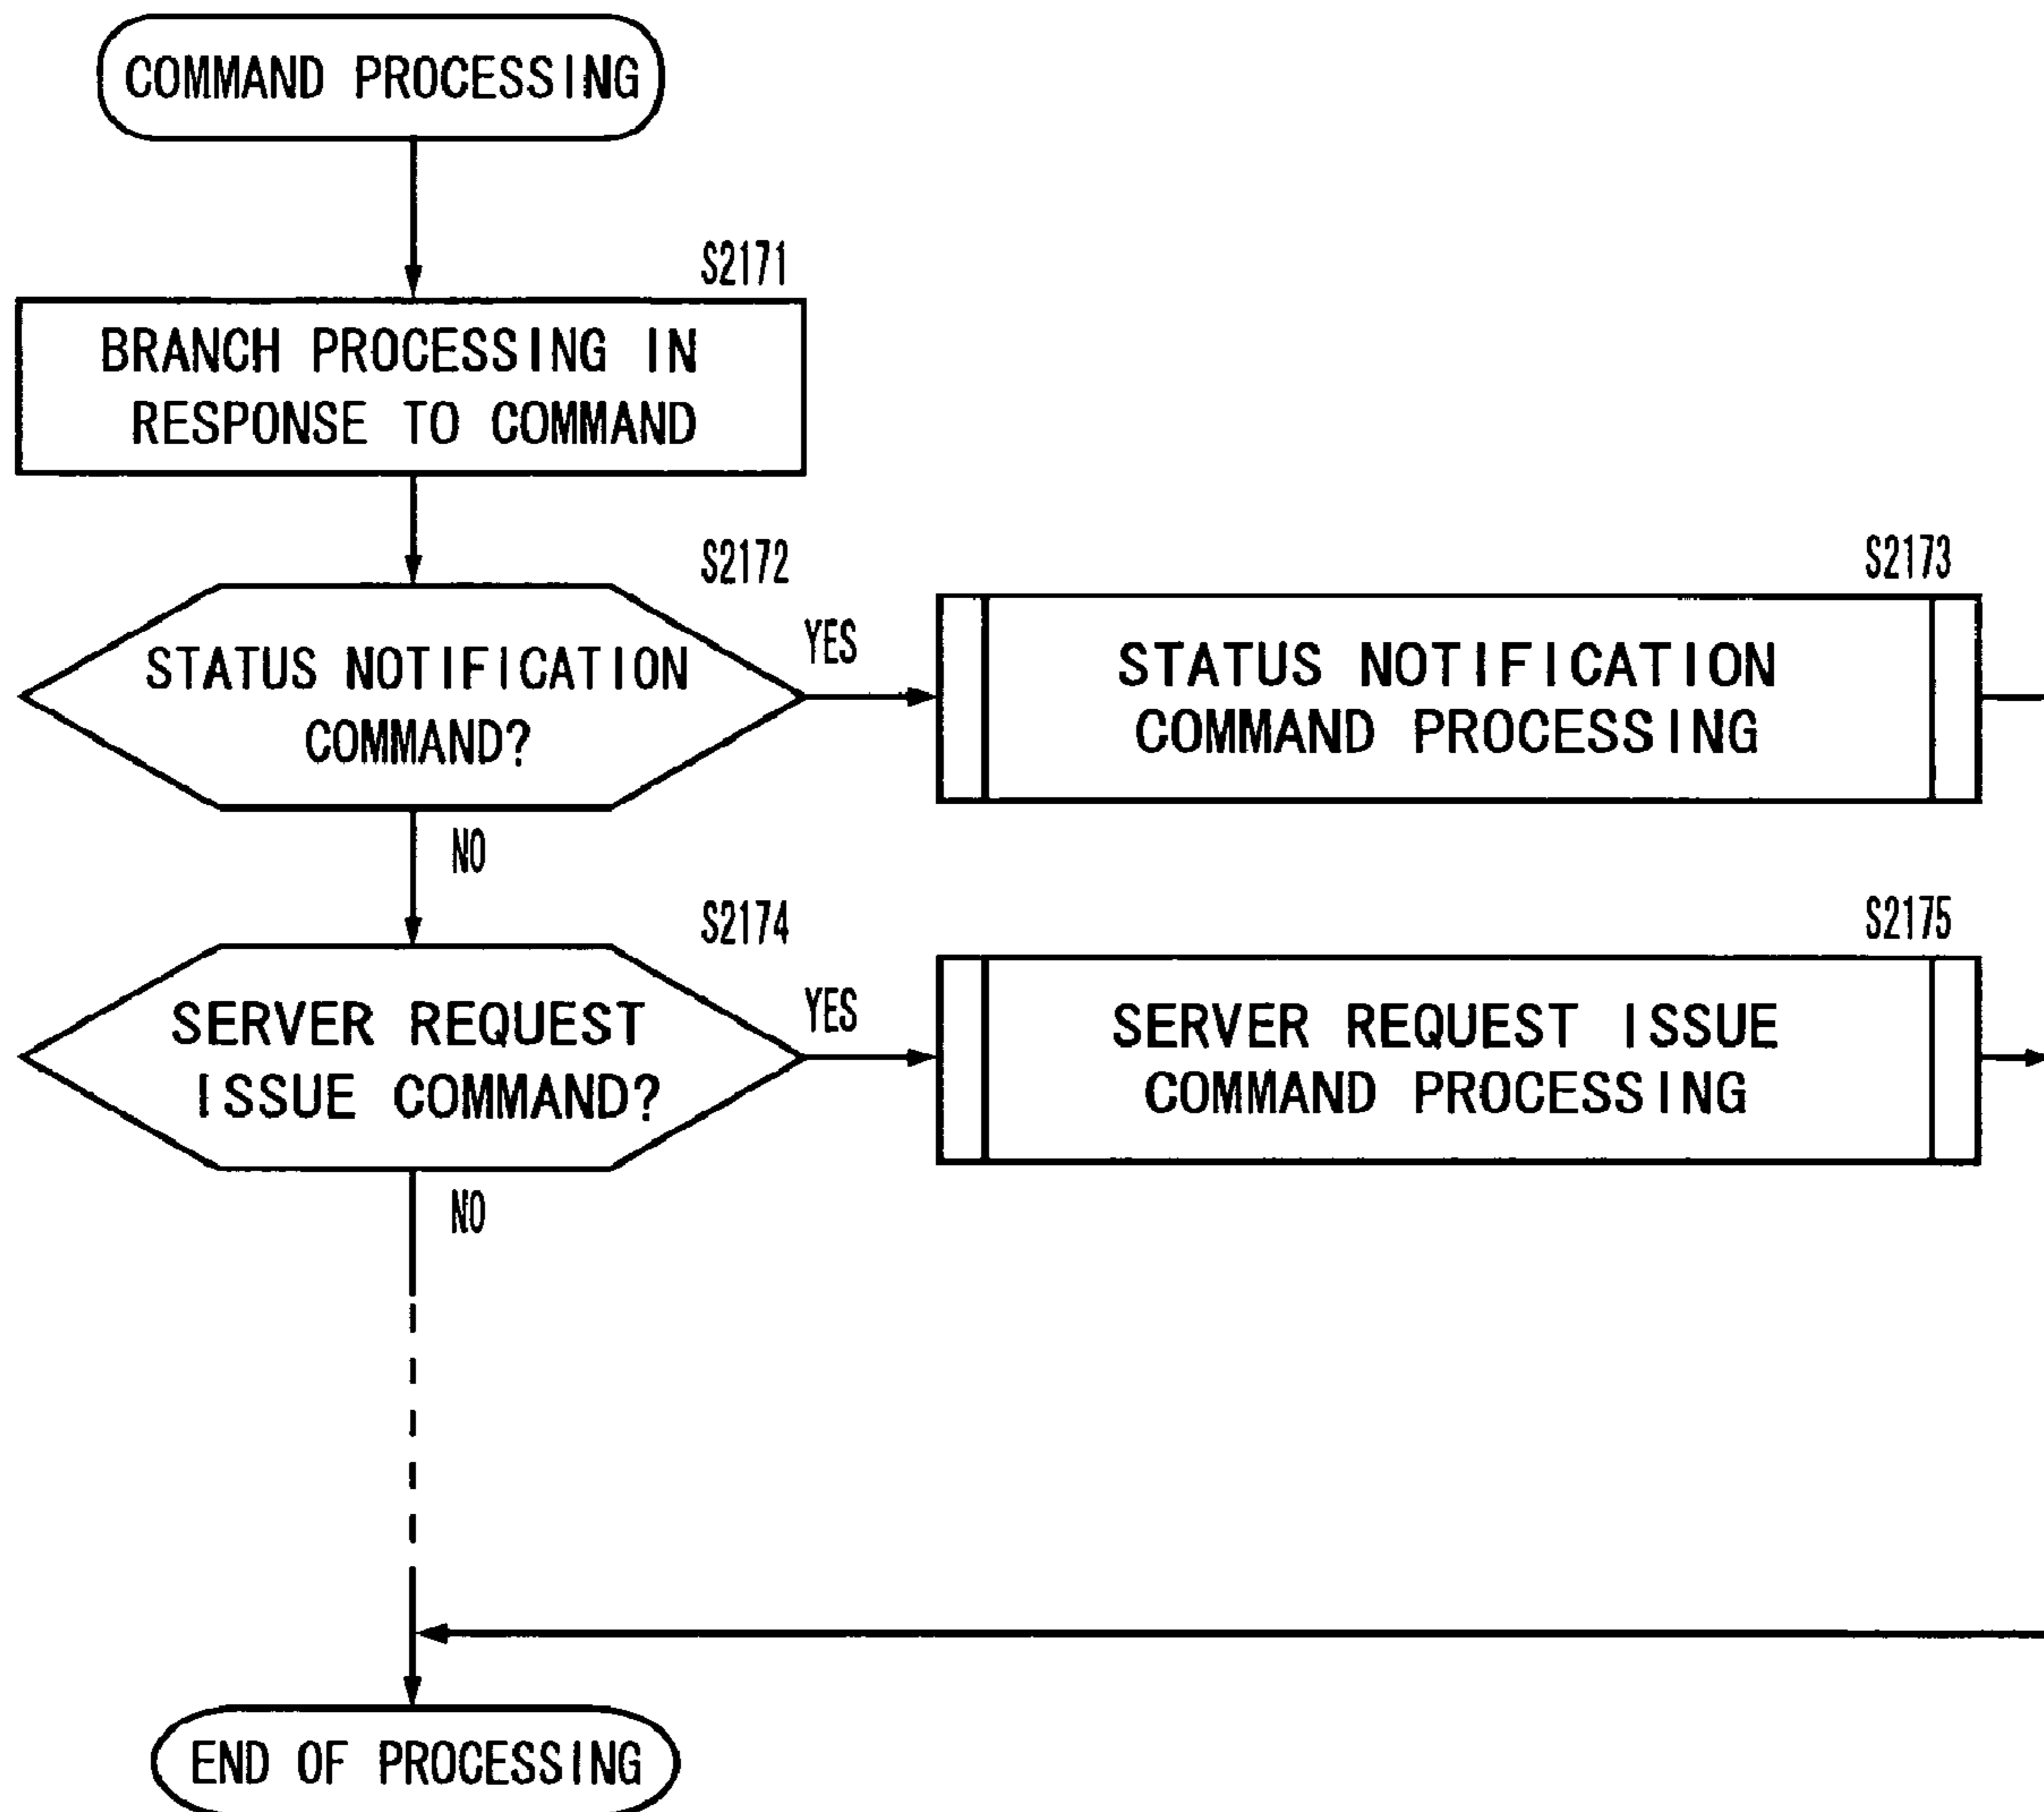 COMMAND PROCESSING
S2171
BRANCH PROCESSING IN
RESPONSE TO COMMAND
S2172
STATUS NOTIFICATION
COMMAND?
YES
S2173
STATUS NOTIFICATION
COMMAND PROCESSING
NO
S2174
SERVER REQUEST
ISSUE COMMAND?
YES
S2175
SERVER REQUEST ISSUE
COMMAND PROCESSING
NO
END OF PROCESSING